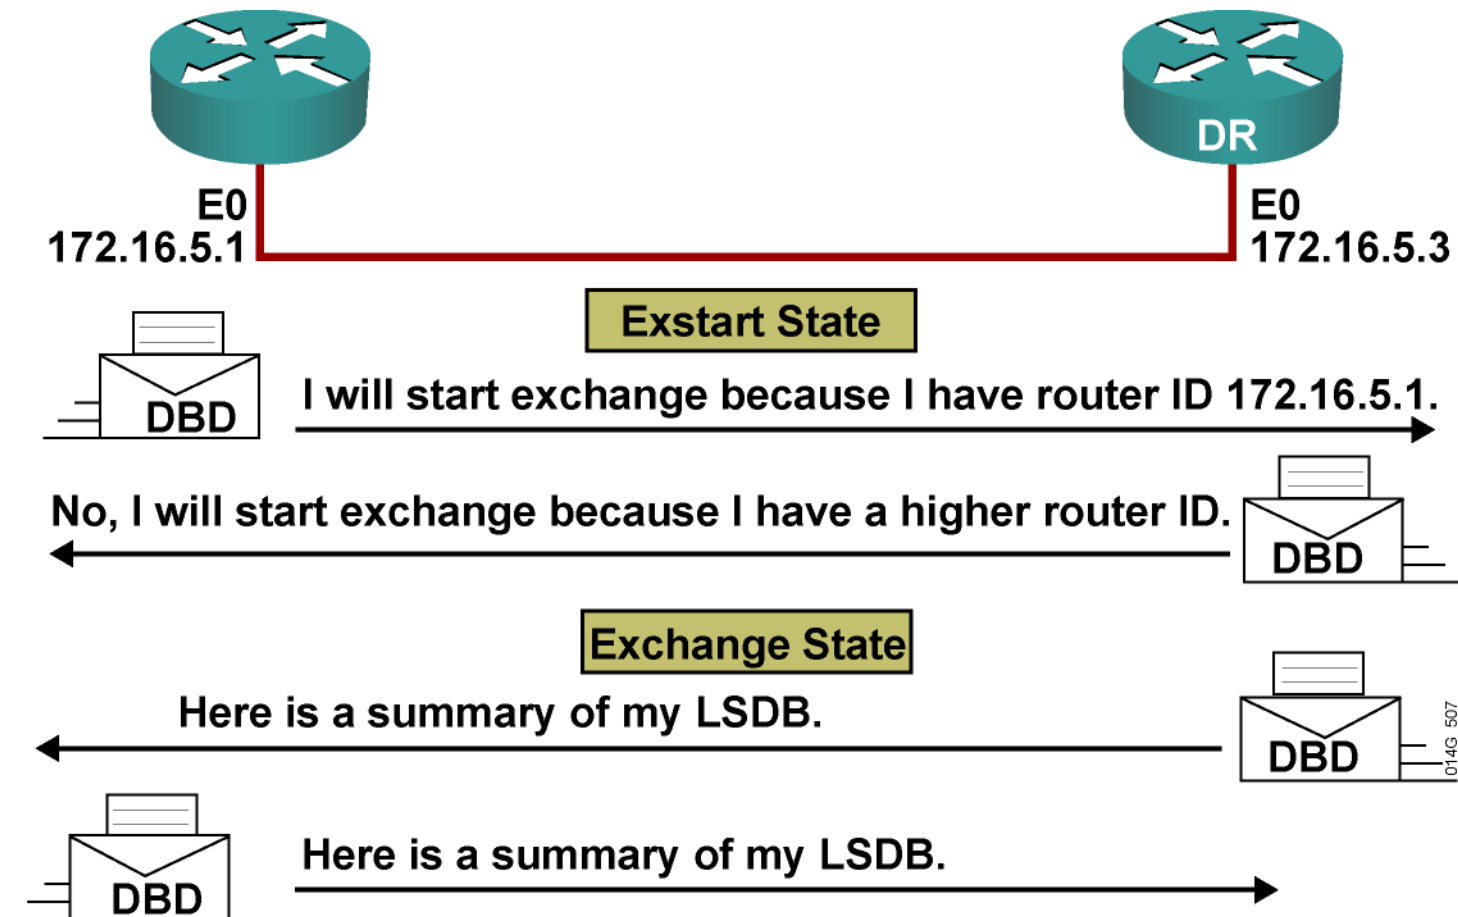 DR
E0
172.16.5.1
E0
172.16.5.3
Exstart State
DBD
I will start exchange because I have router ID 172.16.5.1.
No, I will start exchange because I have a higher router ID.
DBD
Exchange State
Here is a summary of my LSDB.
DBD
014G_507
DBD
Here is a summary of my LSDB.